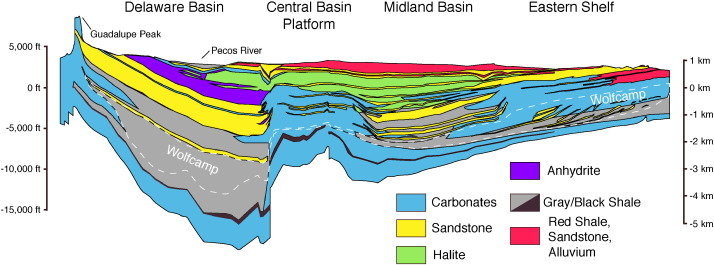 Delaware Basin
Central Basin
Platform
Midland Basin
Eastern Shelf
Guadalupe Peak
Pecos River
5,000 ft
0 ft
-5,000 ft
-10,000 ft
-15,000 ft
1 km
0 km
-1 km
-2 km
-3 km
-4 km
-5 km
Wolfcamp
Wolfcamp
Anhydrite
Carbonates
Gray/Black Shale
Sandstone
Red Shale,
Sandstone,
Alluvium
Halite